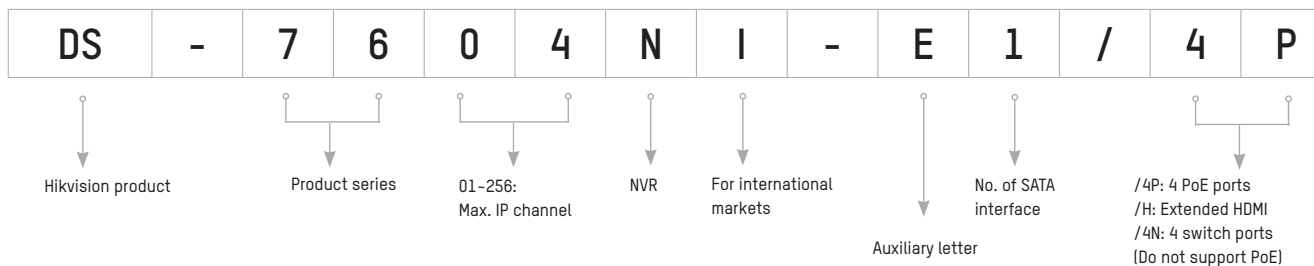 DS - 7 6 0 4 N I - E 1 / 4 P
Hikvision product
Product series
01~256:
Max. IP channel
NVR
For international
markets
Auxiliary letter
No. of SATA
interface
/4P: 4 PoE ports
/H: Extended HDMI
/4N: 4 switch ports
(Do not support PoE)